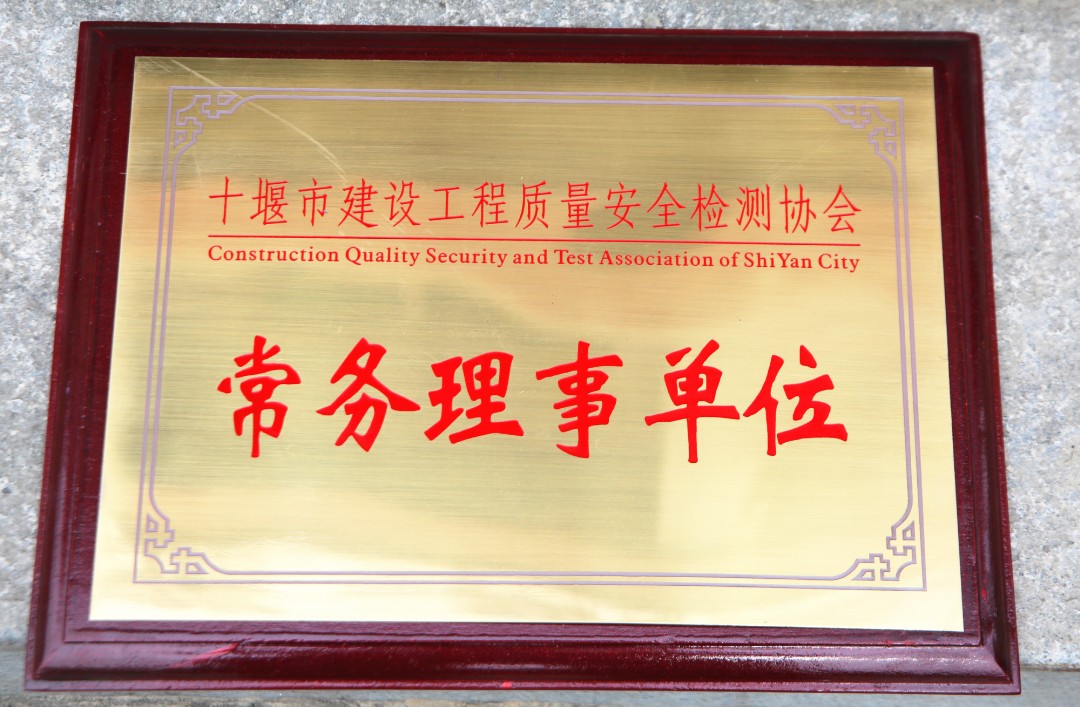 十堰市建设工程质量安全检测协会
Construction Quality Security and Test Association of ShiYan City
常务理事单位